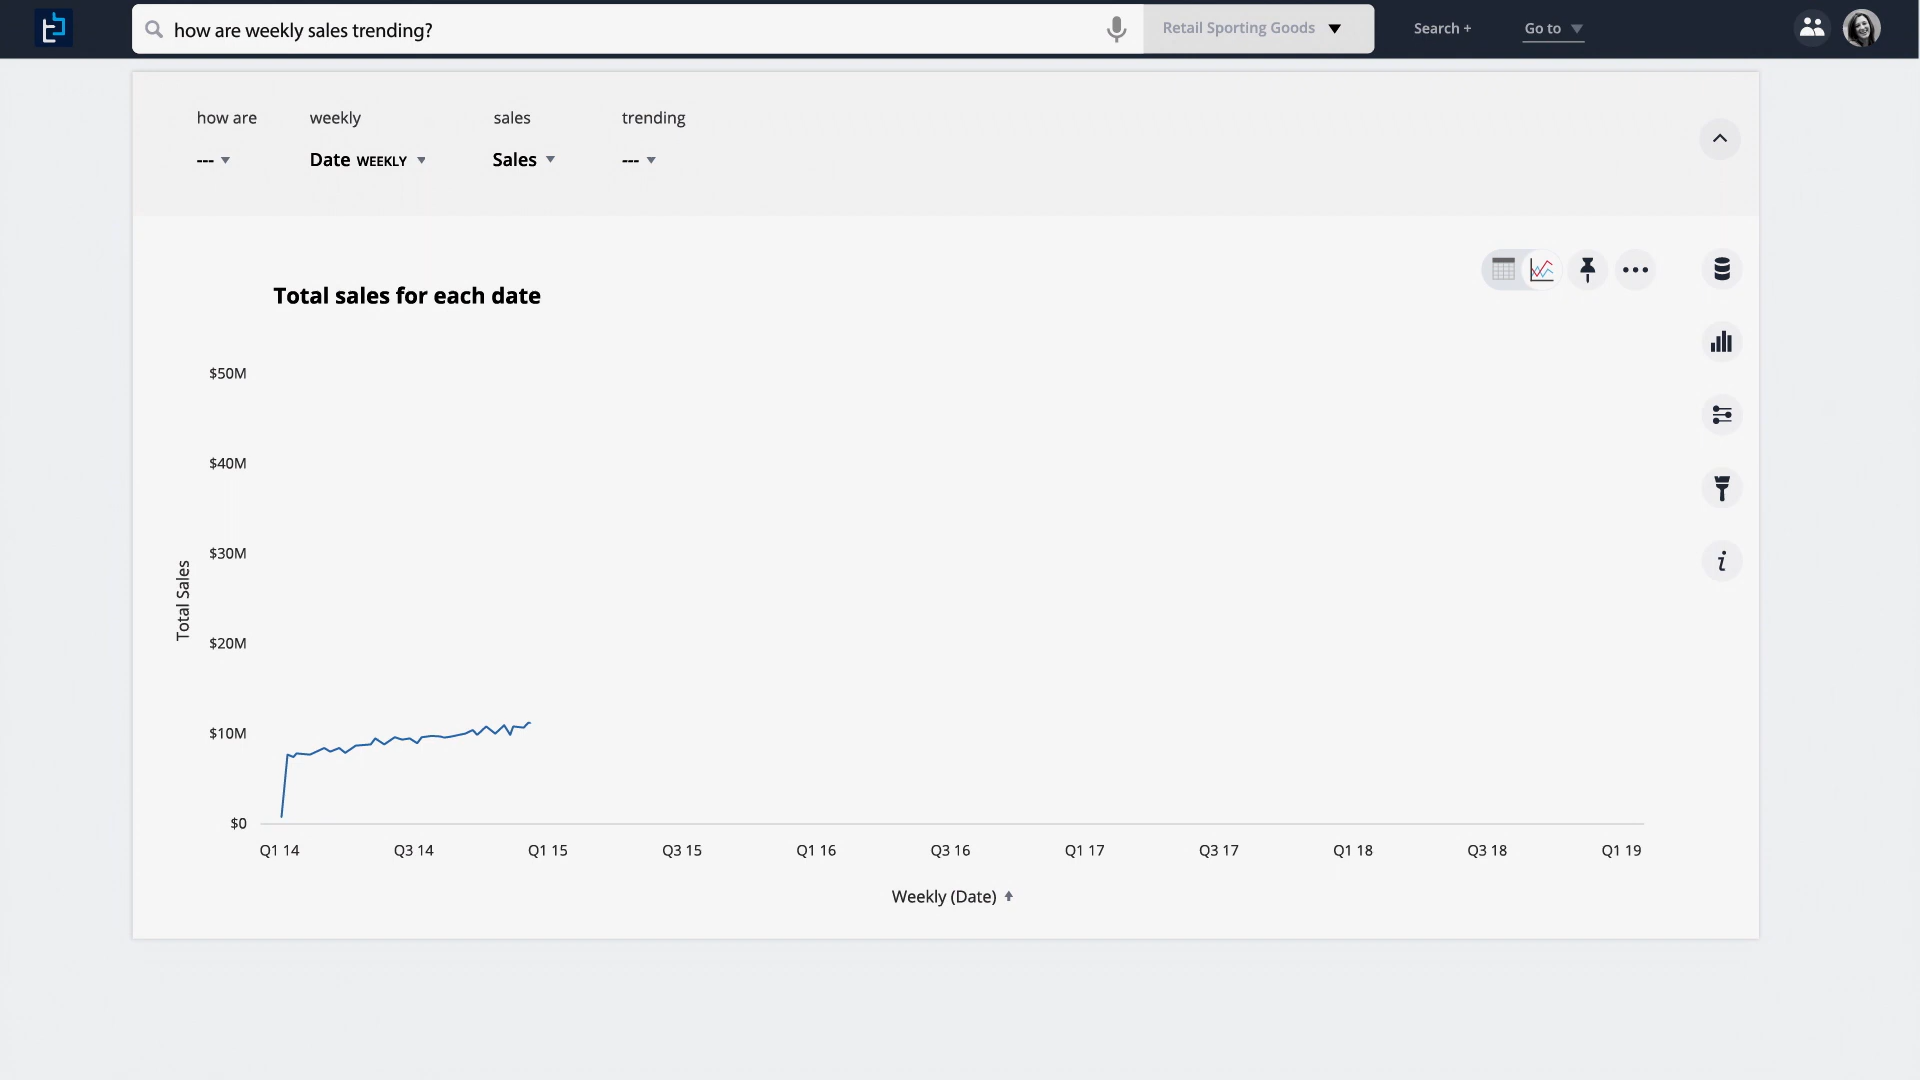 how are weekly sales trending?
Retail Sporting Goods
Search +
Go to
how are weekly sales trending
--- Date WEEKLY Sales ---
Total sales for each date
$50M
$40M
$30M
$20M
$10M
$0
Total Sales
Q1 14 Q3 14 Q1 15 Q3 15 Q1 16 Q3 16 Q1 17 Q3 17 Q1 18 Q3 18 Q1 19
Weekly (Date)